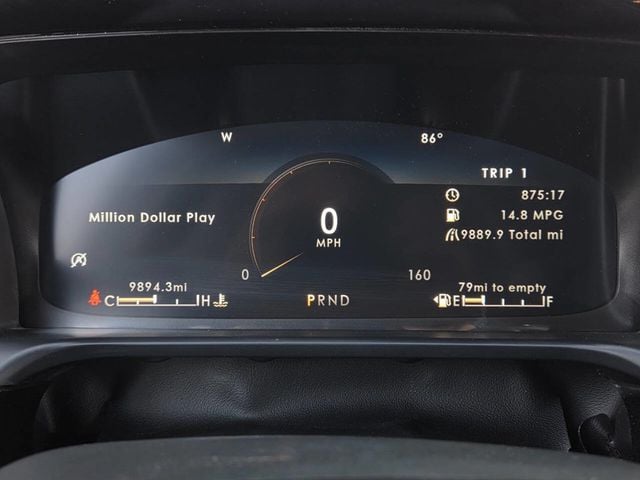 W
86°
TRIP 1
875:17
Million Dollar Play
14.8 MPG
9889.9 Total mi
0
MPH
0
160
9894.3mi
79mi to empty
C H
PRND
E F